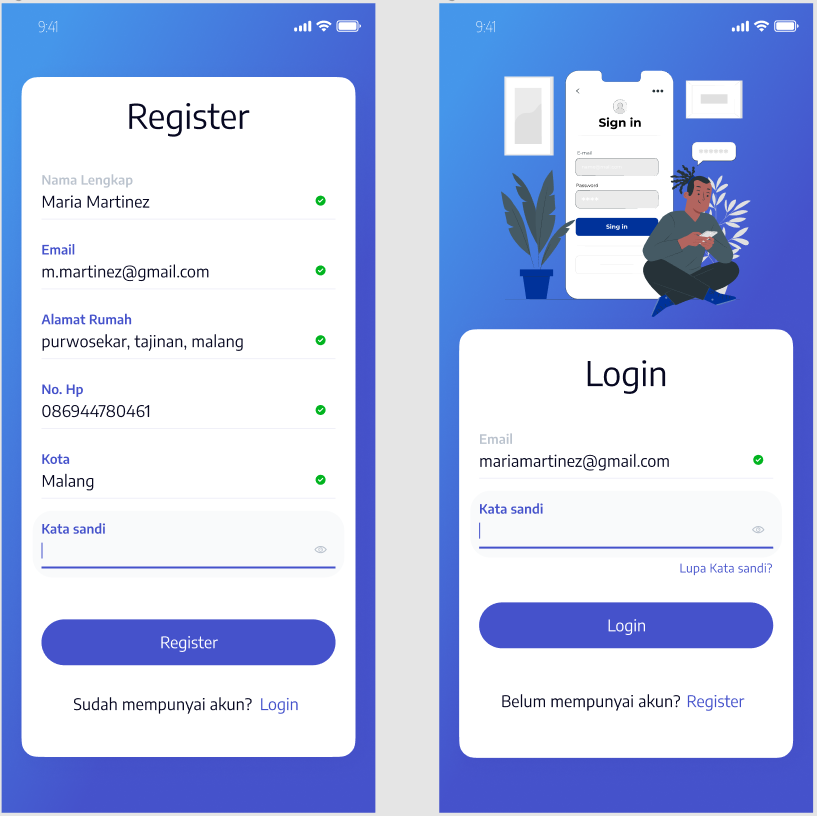 9:41
Register
Nama Lengkap
Maria Martinez
Email
m.martinez@gmail.com
Alamat Rumah
purwosekar, tajinan, malang
No. Hp
086944780461
Kota
Malang
Kata sandi
Register
Sudah mempunyai akun? Login
9:41
Sign in
E-mail
Password
Sing in
Login
Email
mariamartinez@gmail.com
Kata sandi
Lupa Kata sandi?
Login
Belum mempunyai akun? Register